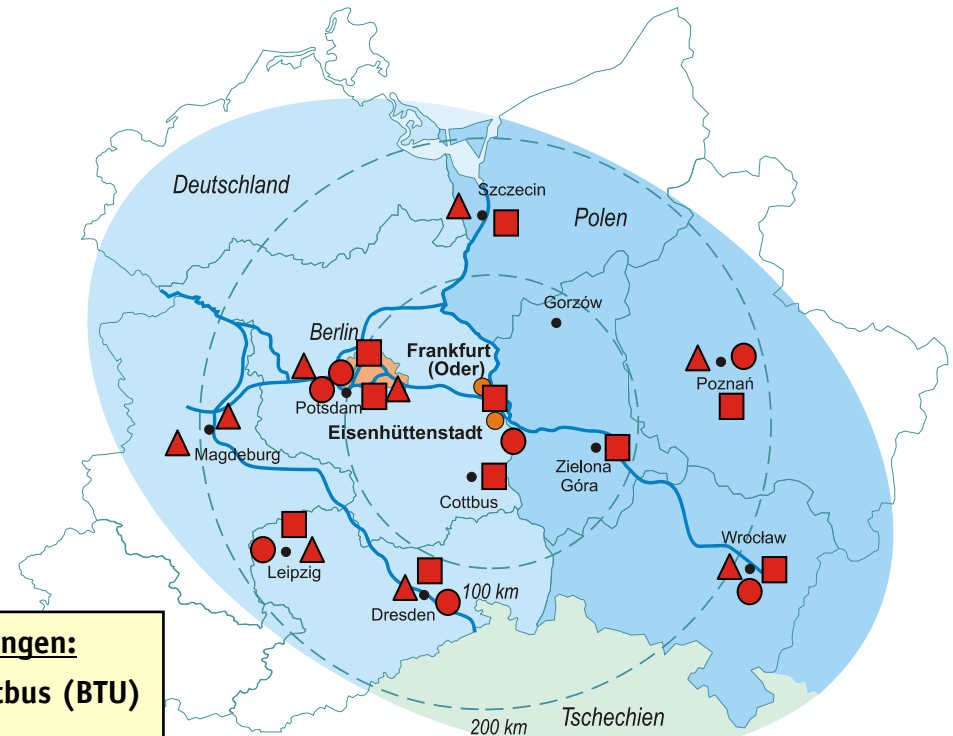 Deutschland
Szczecin
Polen
Gorzów
Berlin
Frankfurt
(Oder)
Poznań
Potsdam
Eisenhüttenstadt
Magdeburg
Zielona
Góra
Cottbus
Wrocław
Leipzig
100 km
Dresden
ngen:
tbus (BTU)
Tschechien
200 km